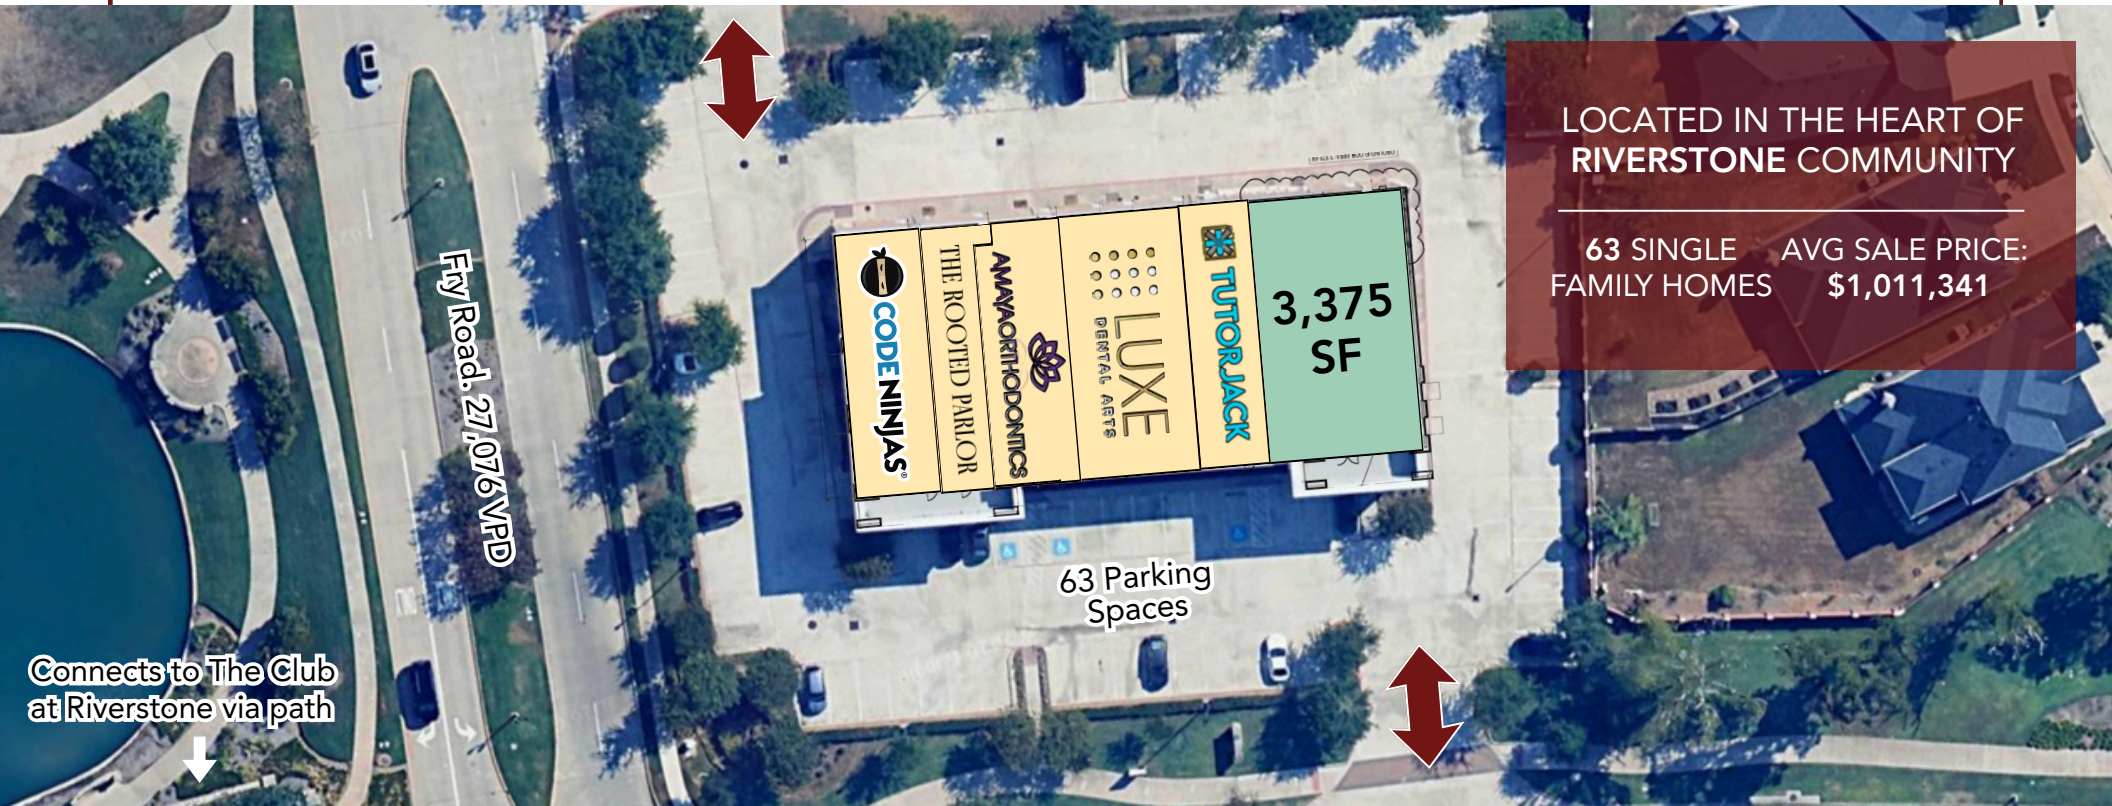 LOCATED IN THE HEART OF
RIVERSTONE COMMUNITY
63 SINGLE
FAMILY HOMES
AVG SALE PRICE:
$1,011,341
Fry Road. 27,076 VPD
CODE NINJAS®
THE ROOTED PARLOR
AMAYAORTHODONTICS
LUXE
DENTAL ARTS
TUTORJACK
3,375
SF
63 Parking
Spaces
Connects to The Club
at Riverstone via path